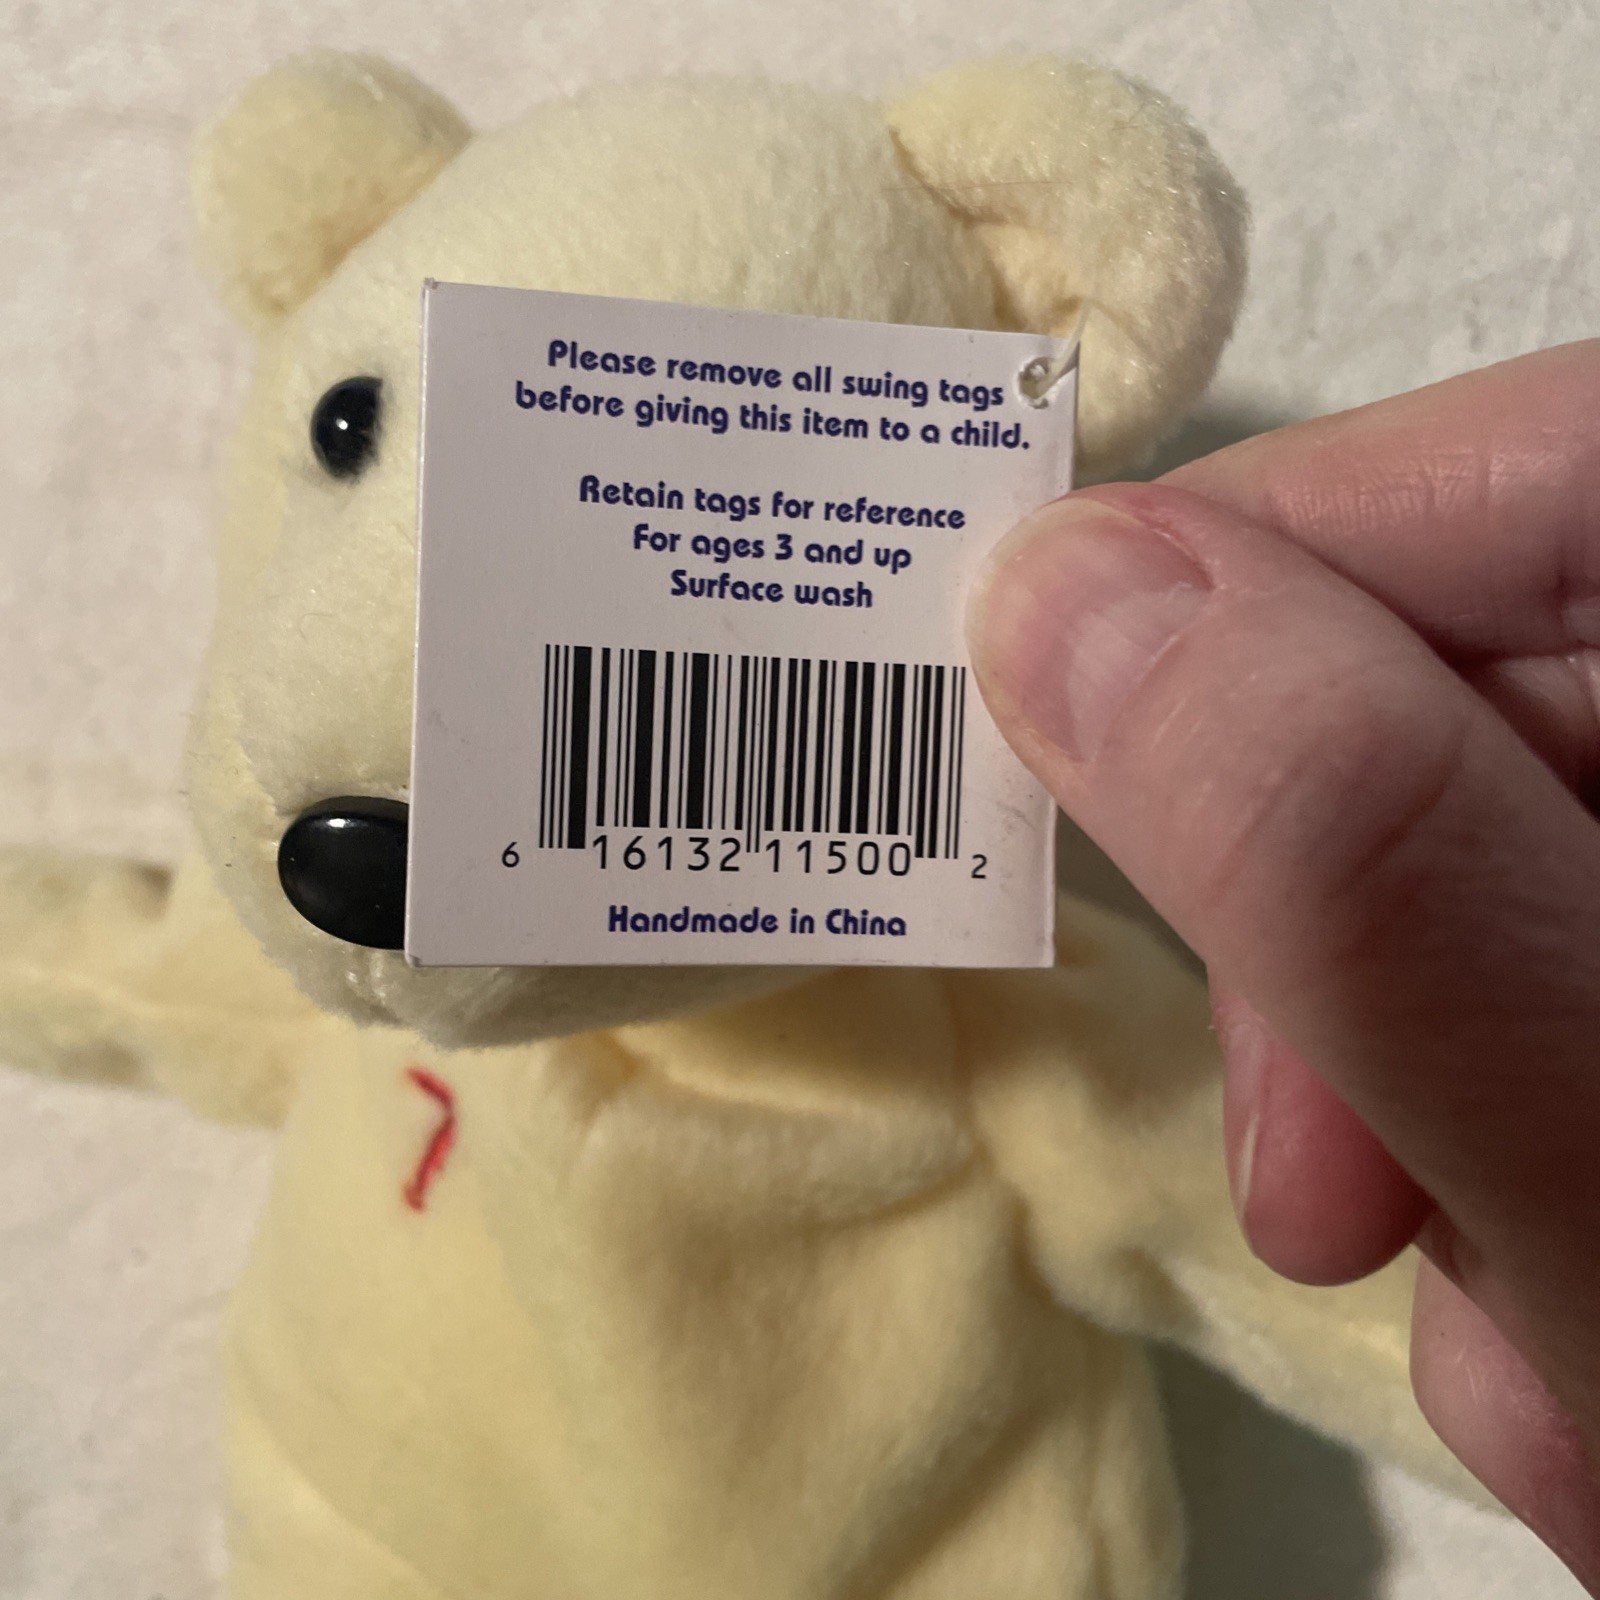 Please remove all swing tags
before giving this item to a child.
Retain tags for reference
For ages 3 and up
Surface wash
6 16132 11500 2
Handmade in China